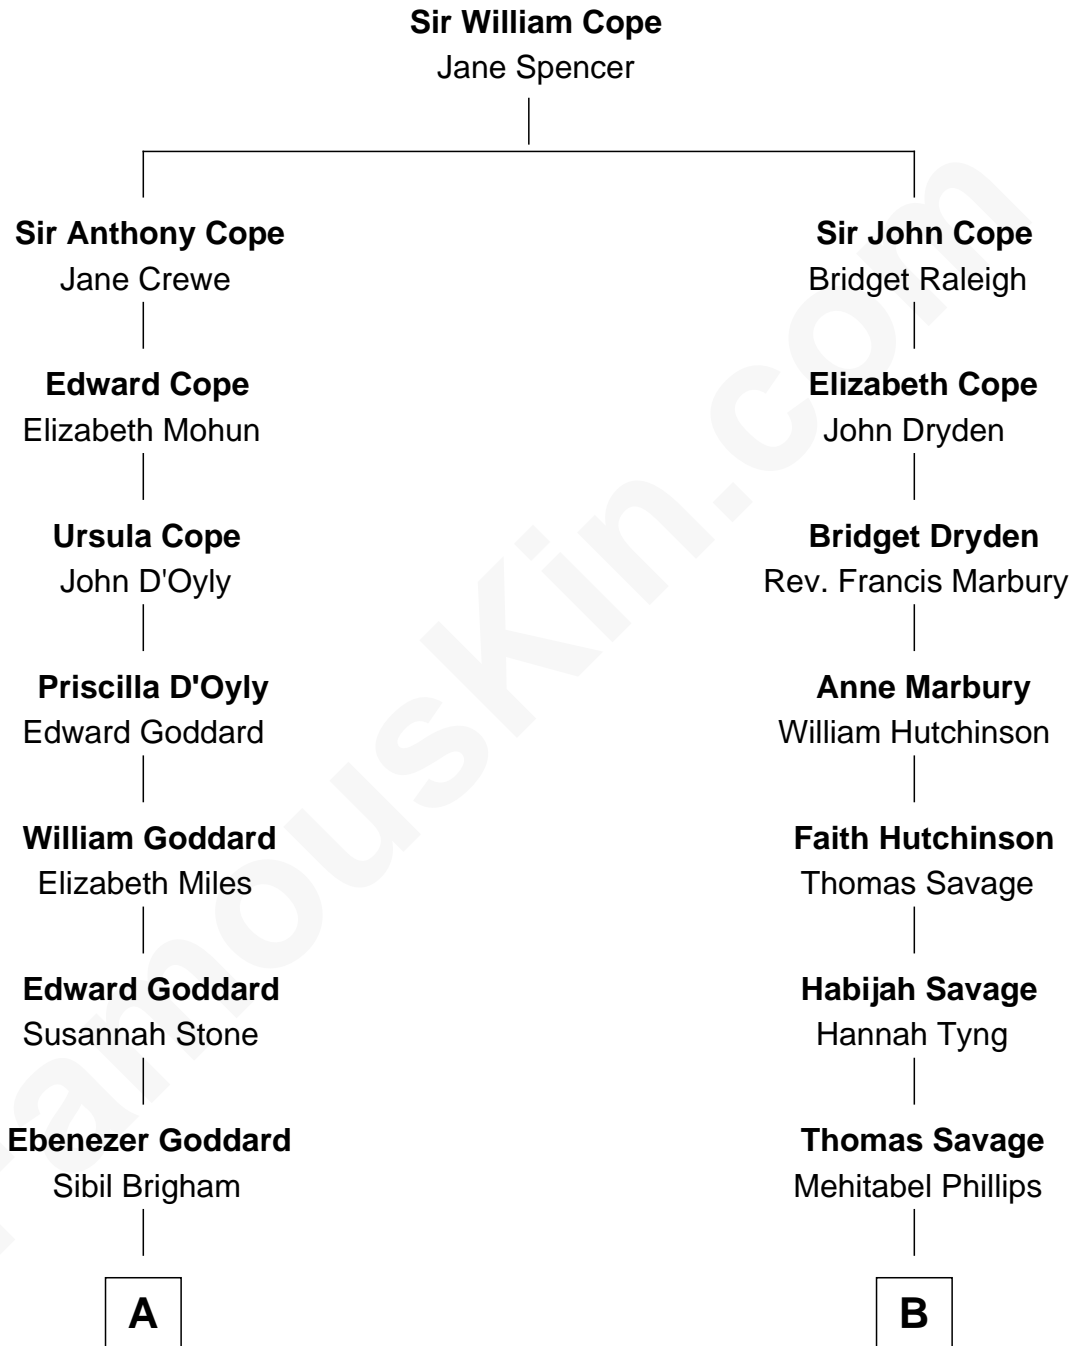 Sir William Cope
Jane Spencer
Sir Anthony Cope
Jane Crewe
Sir John Cope
Bridget Raleigh
Edward Cope
Elizabeth Mohun
Elizabeth Cope
John Dryden
Ursula Cope
John D'Oyly
Bridget Dryden
Rev. Francis Marbury
Priscilla D'Oyly
Edward Goddard
Anne Marbury
William Hutchinson
William Goddard
Elizabeth Miles
Faith Hutchinson
Thomas Savage
Edward Goddard
Susannah Stone
Habijah Savage
Hannah Tyng
Ebenezer Goddard
Sibil Brigham
Thomas Savage
Mehitabel Phillips
A
B
FamousKin.com